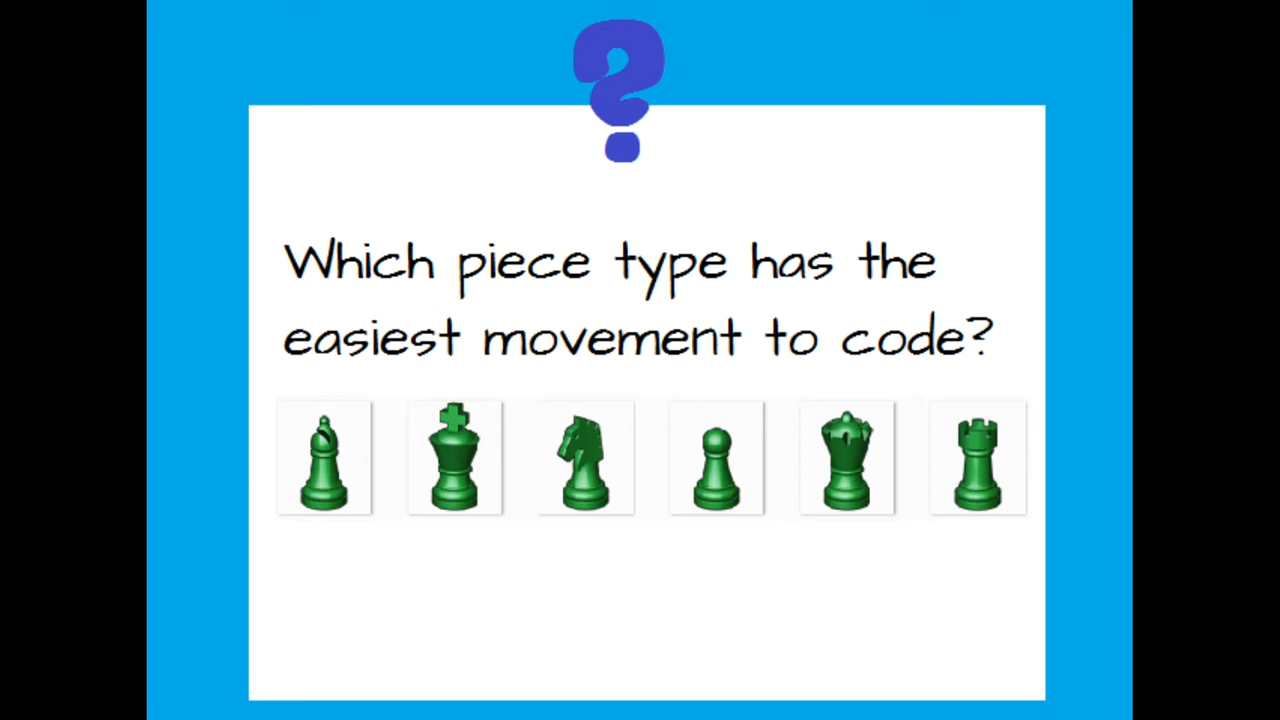 ?
Which piece type has the
easiest movement to code?